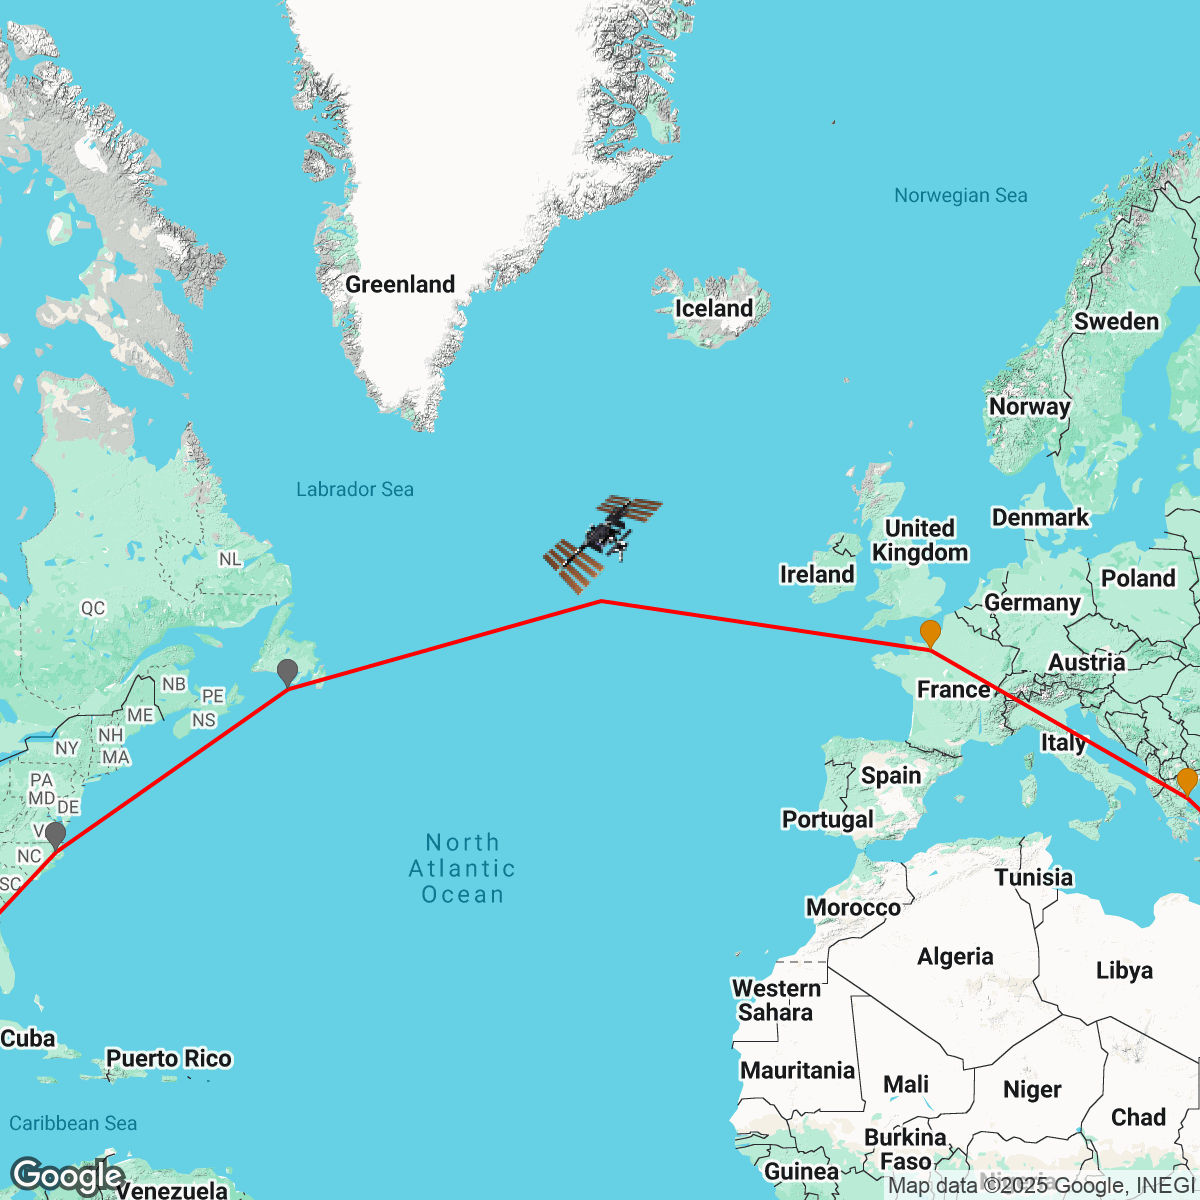 Norwegian Sea
Greenland
Iceland
Sweden
Norway
Labrador Sea
Denmark
United
Kingdom
NL
Ireland
Poland
QC
Germany
Austria
NB
PE
France
ME
NS
NH
NY
Italy
MA
PA
Spain
MD
DE
Portugal
V
North
Atlantic
Ocean
NC
SC
Tunisia
Morocco
Algeria
Libya
Western
Sahara
Cuba
Puerto Rico
Mauritania
Mali
Niger
Chad
Caribbean Sea
Burkina
Faso
Guinea
Google
Venezuela
Map data ©2025 Google, INEGI